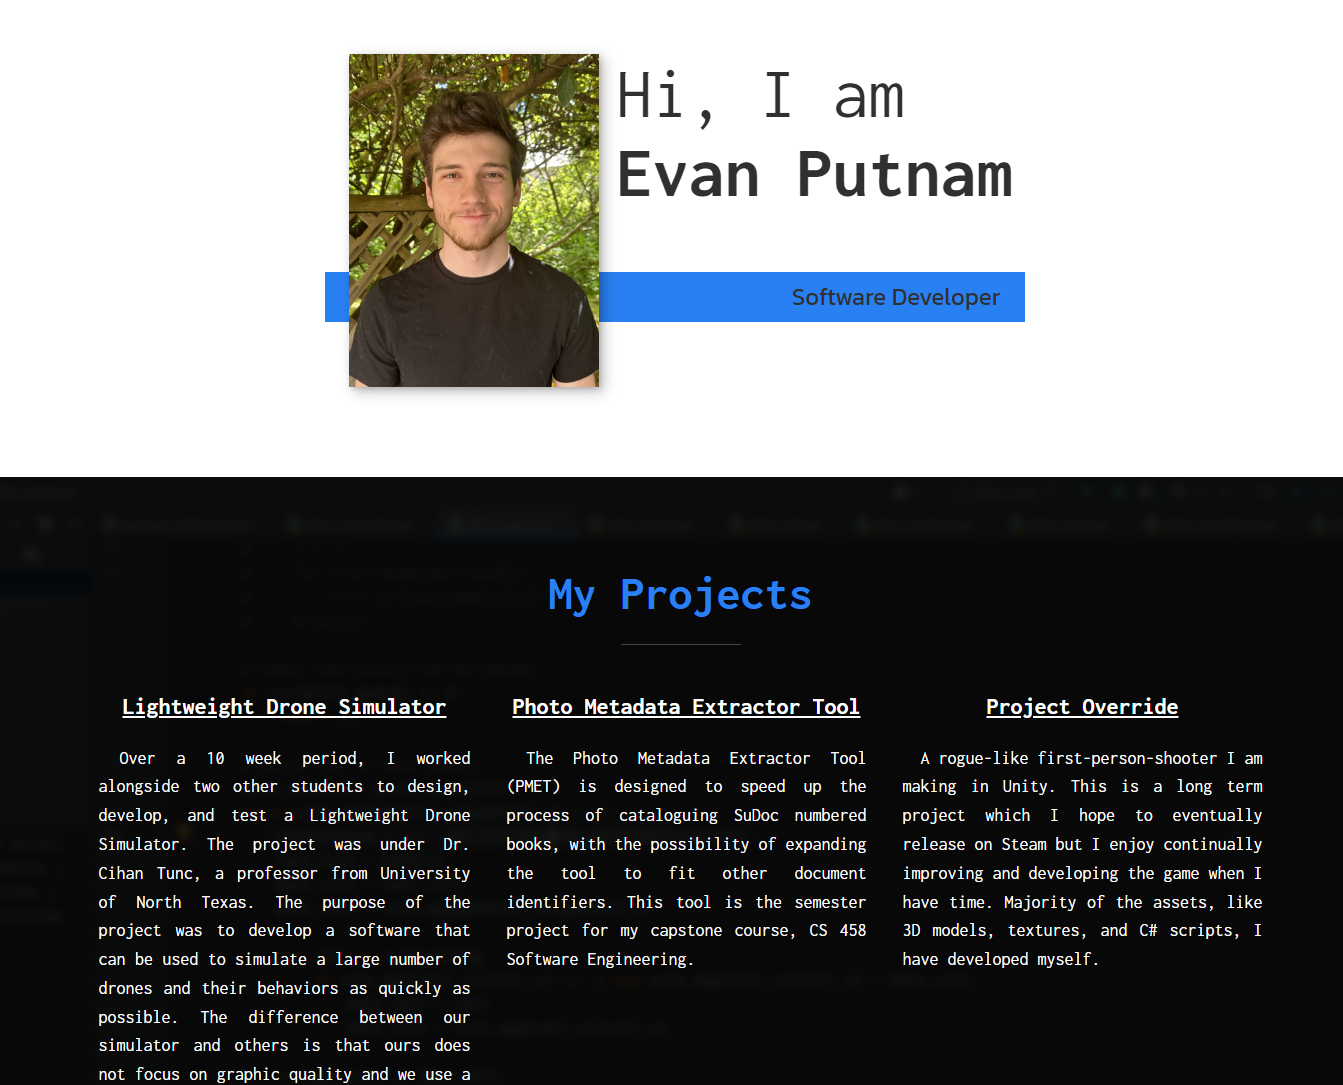 Hi, I am
Evan Putnam
Software Developer
My Projects
Lightweight Drone Simulator
Over a 10 week period, I worked
alongside two other students to design,
develop, and test a Lightweight Drone
Simulator. The project was under Dr.
Cihan Tunc, a professor from University
of North Texas. The purpose of the
project was to develop a software that
can be used to simulate a large number of
drones and their behaviors as quickly as
possible. The difference between our
simulator and others is that ours does
not focus on graphic quality and we use a
Photo Metadata Extractor Tool
The Photo Metadata Extractor Tool
(PMET) is designed to speed up the
process of cataloguing SuDoc numbered
books, with the possibility of expanding
the tool to fit other document
identifiers. This tool is the semester
project for my capstone course, CS 458
Software Engineering.
Project Override
A rogue-like first-person-shooter I am
making in Unity. This is a long term
project which I hope to eventually
release on Steam but I enjoy continually
improving and developing the game when I
have time. Majority of the assets, like
3D models, textures, and C# scripts, I
have developed myself.